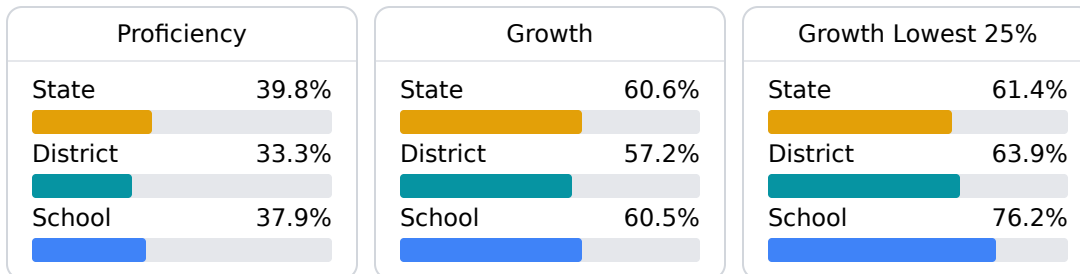 Proficiency
State 39.8%
District 33.3%
School 37.9%
Growth
State 60.6%
District 57.2%
School 60.5%
Growth Lowest 25%
State 61.4%
District 63.9%
School 76.2%